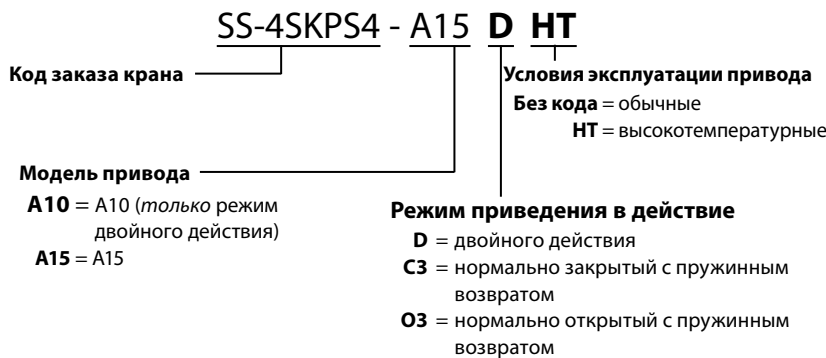 SS-4SKPS4 - A15 D HT
Код заказа крана
Условия эксплуатации привода
Без кода = обычные
HT = высокотемпературные
Модель привода
A10 = A10 (только режим
двойного действия)
A15 = A15
Режим приведения в действие
D = двойного действия
C3 = нормально закрытый с пружинным
возвратом
O3 = нормально открытый с пружинным
возвратом